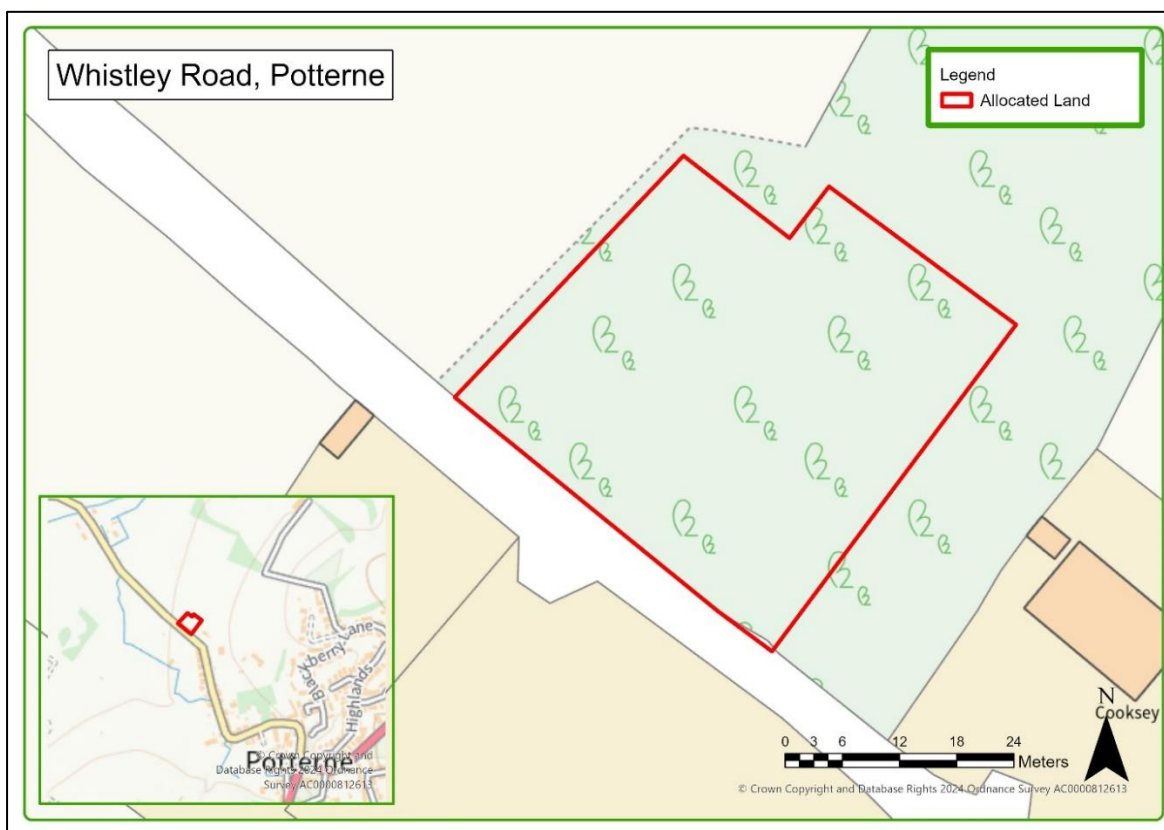 Whistley Road, Potterne
Legend
Allocated Land
Blackberry Lane
Highlands
Potterne
© Crown Copyright and
Database Rights 2024 Ordnance
Survey AC0000812613
N
Cooksey
0 3 6 12 18 24
Meters
© Crown Copyright and Database Rights 2024 Ordnance Survey AC0000812613